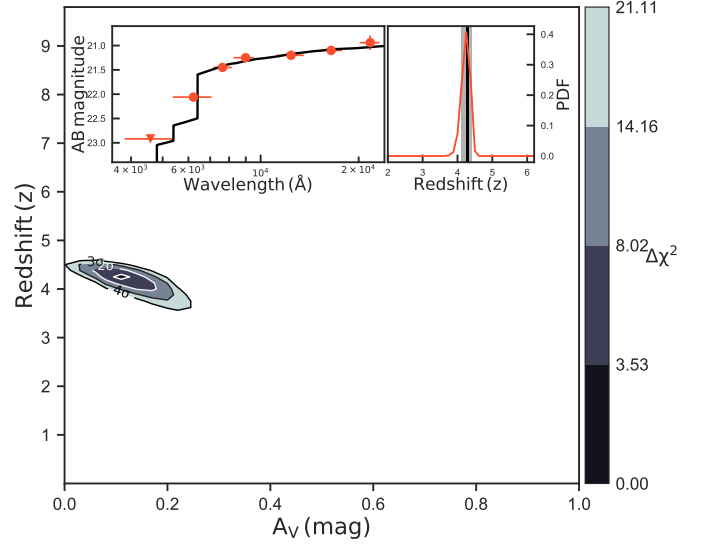 21.11
14.16
8.02
3.53
0.00
Δχ²
9
8
7
6
5
4
3
2
1
Redshift (z)
0.0 0.2 0.4 0.6 0.8 1.0
A_V (mag)
21.0
21.5
22.0
22.5
23.0
AB magnitude
4 × 10³ 6 × 10³ 10⁴ 2 × 10⁴
Wavelength (Å)
0.4
0.3
0.2
0.1
0.0
PDF
2 3 4 5 6
Redshift (z)
3σ
2σ
4σ